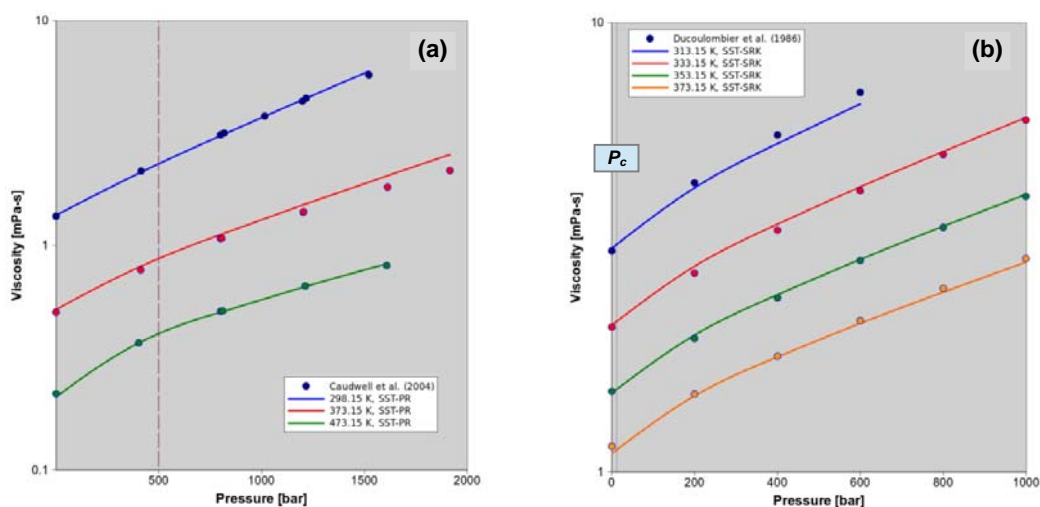 10
(a)
Viscosity [mPa-s]
1
Caudwell et al. (2004)
298.15 K, SST-PR
373.15 K, SST-PR
473.15 K, SST-PR
0.1
500
1000
1500
2000
Pressure [bar]
10
Ducoulombier et al. (1986)
313.15 K, SST-SRK
333.15 K, SST-SRK
353.15 K, SST-SRK
373.15 K, SST-SRK
(b)
Pc
Viscosity [mPa-s]
1
0
200
400
600
800
1000
Pressure [bar]